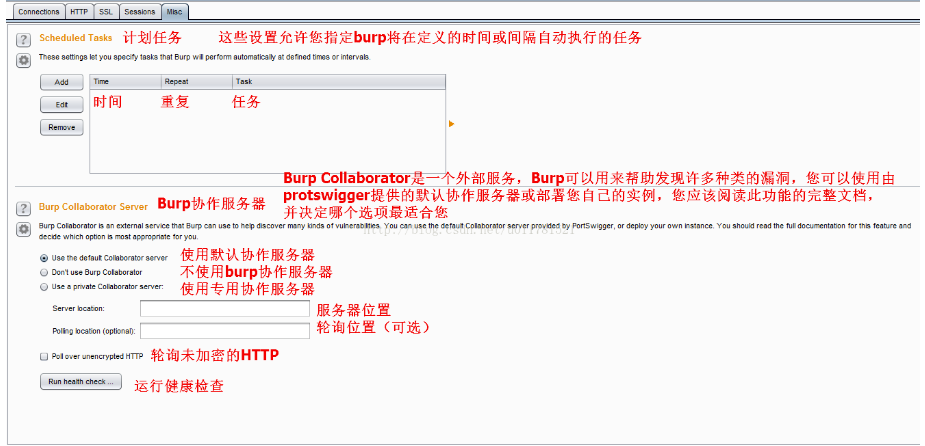 Connections HTTP SSL Sessions Misc
? Scheduled Tasks 计划任务 这些设置允许您指定burp将在定义的时间或间隔自动执行的任务
These settings let you specify tasks that Burp will perform automatically at defined times or intervals.
Add Time Repeat Task
Edit 时间 重复 任务
Remove
Burp Collaborator是一个外部服务，Burp可以用来帮助发现许多种类的漏洞，您可以使用由
protswigger提供的默认协作服务器或部署您自己的实例，您应该阅读此功能的完整文档，
并决定哪个选项最适合您
? Burp Collaborator Server Burp协作服务器
Burp Collaborator is an external service that Burp can use to help discover many kinds of vulnerabilities. You can use the default Collaborator server provided by PortSwigger, or deploy your own instance. You should read the full documentation for this feature and
decide which option is most appropriate for you.
Use the default Collaborator server 使用默认协作服务器
Don't use Burp Collaborator 不使用burp协作服务器
Use a private Collaborator server: 使用专用协作服务器
Server location: 服务器位置
Polling location (optional): 轮询位置（可选）
Poll over unencrypted HTTP 轮询未加密的HTTP
Run health check ... 运行健康检查